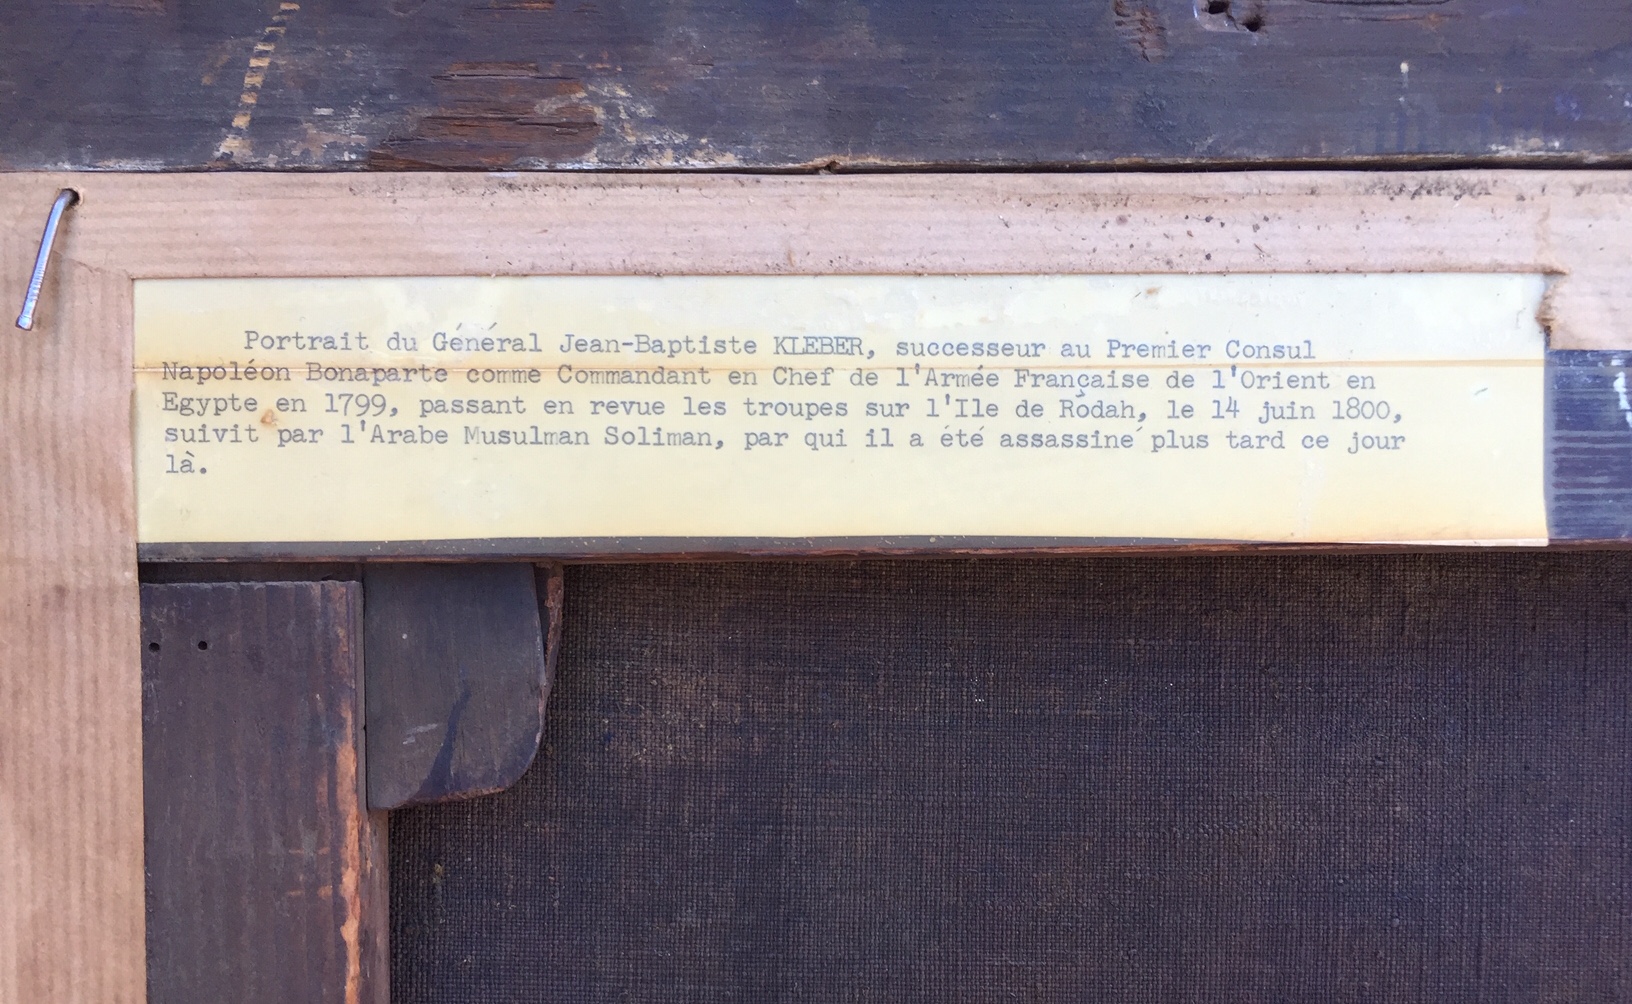 Portrait du Général Jean-Baptiste KLEBER, successeur au Premier Consul
Napoléon Bonaparte comme Commandant en Chef de l'Armée Française de l'Orient en
Egypte en 1799, passant en revue les troupes sur l'Ile de Rodah, le 14 juin 1800,
suivit par l'Arabe Musulman Soliman, par qui il a été assassiné plus tard ce jour
là.